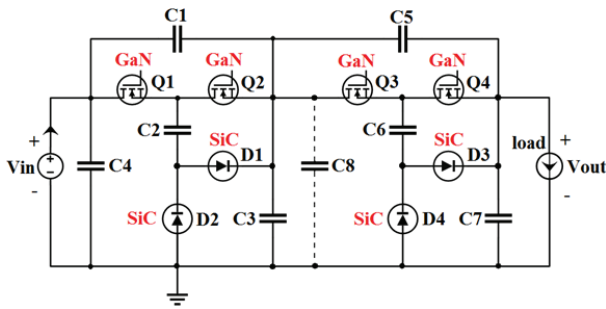 C1
C5
GaN
GaN
GaN
GaN
Q1
Q2
Q3
Q4
C2
C6
+
SiC
SiC
load
+
Vin
C4
D1
C8
D3
Vout
-
-
SiC
D2
C3
SiC
D4
C7